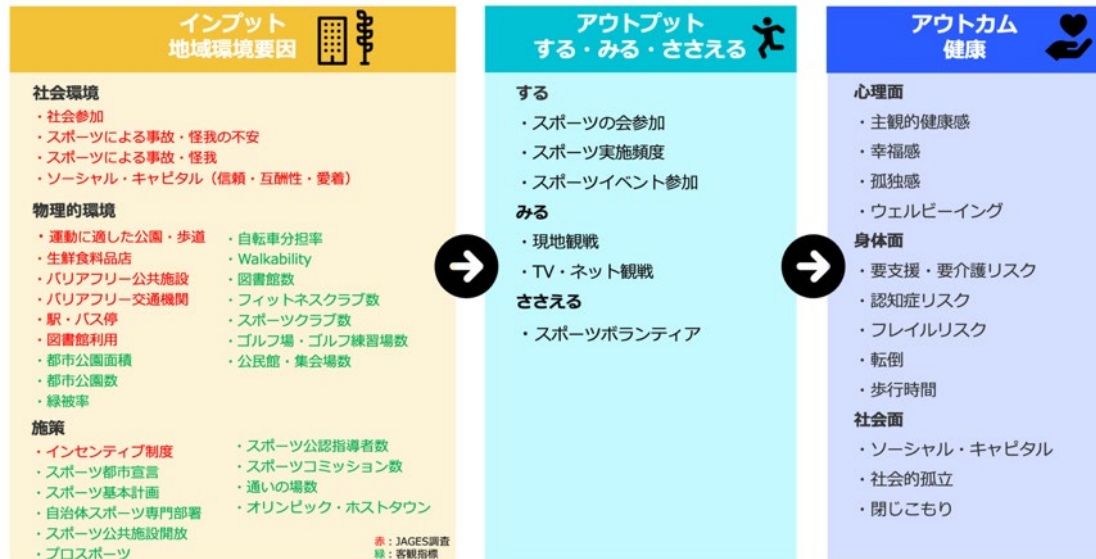 インプット
地域環境要因
社会環境
・社会参加
・スポーツによる事故・怪我の不安
・スポーツによる事故・怪我
・ソーシャル・キャピタル（信頼・互酬性・愛着）
物理的環境
・運動に適した公園・歩道
・生鮮食料品店
・バリアフリー公共施設
・バリアフリー交通機関
・駅・バス停
・図書館利用
・都市公園面積
・都市公園数
・緑被率
・自転車分担率
・Walkability
・図書館数
・フィットネスクラブ数
・スポーツクラブ数
・ゴルフ場・ゴルフ練習場数
・公民館・集会場数
施策
・インセンティブ制度
・スポーツ都市宣言
・スポーツ基本計画
・自治体スポーツ専門部署
・スポーツ公共施設開放
・プロスポーツ
・スポーツ公認指導者数
・スポーツコミッション数
・通いの場数
・オリンピック・ホストタウン
赤：JAGES調査
緑：客観指標
アウトプット
する・みる・ささえる
する
・スポーツの会参加
・スポーツ実施頻度
・スポーツイベント参加
みる
・現地観戦
・TV・ネット観戦
ささえる
・スポーツボランティア
アウトカム
健康
心理面
・主観的健康感
・幸福感
・孤独感
・ウェルビーイング
身体面
・要支援・要介護リスク
・認知症リスク
・フレイルリスク
・転倒
・歩行時間
社会面
・ソーシャル・キャピタル
・社会的孤立
・閉じこもり